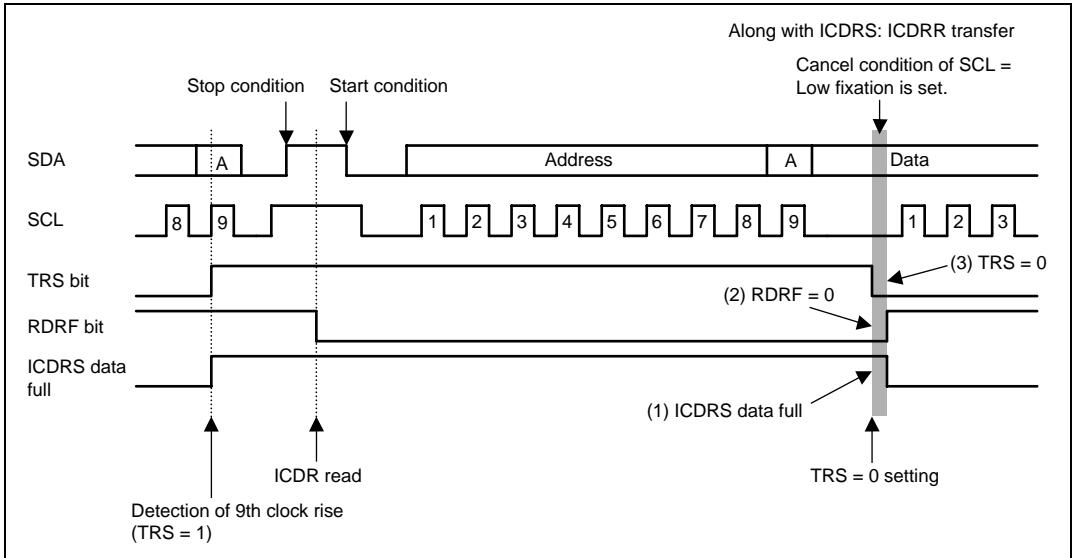 Along with ICDRS: ICDRR transfer
Cancel condition of SCL =
Low fixation is set.
Stop condition
Start condition
SDA
A
Address
A
Data
SCL
8
9
1
2
3
4
5
6
7
8
9
1
2
3
TRS bit
(3) TRS = 0
(2) RDRF = 0
RDRF bit
ICDRS data
full
(1) ICDRS data full
ICDR read
TRS = 0 setting
Detection of 9th clock rise
(TRS = 1)